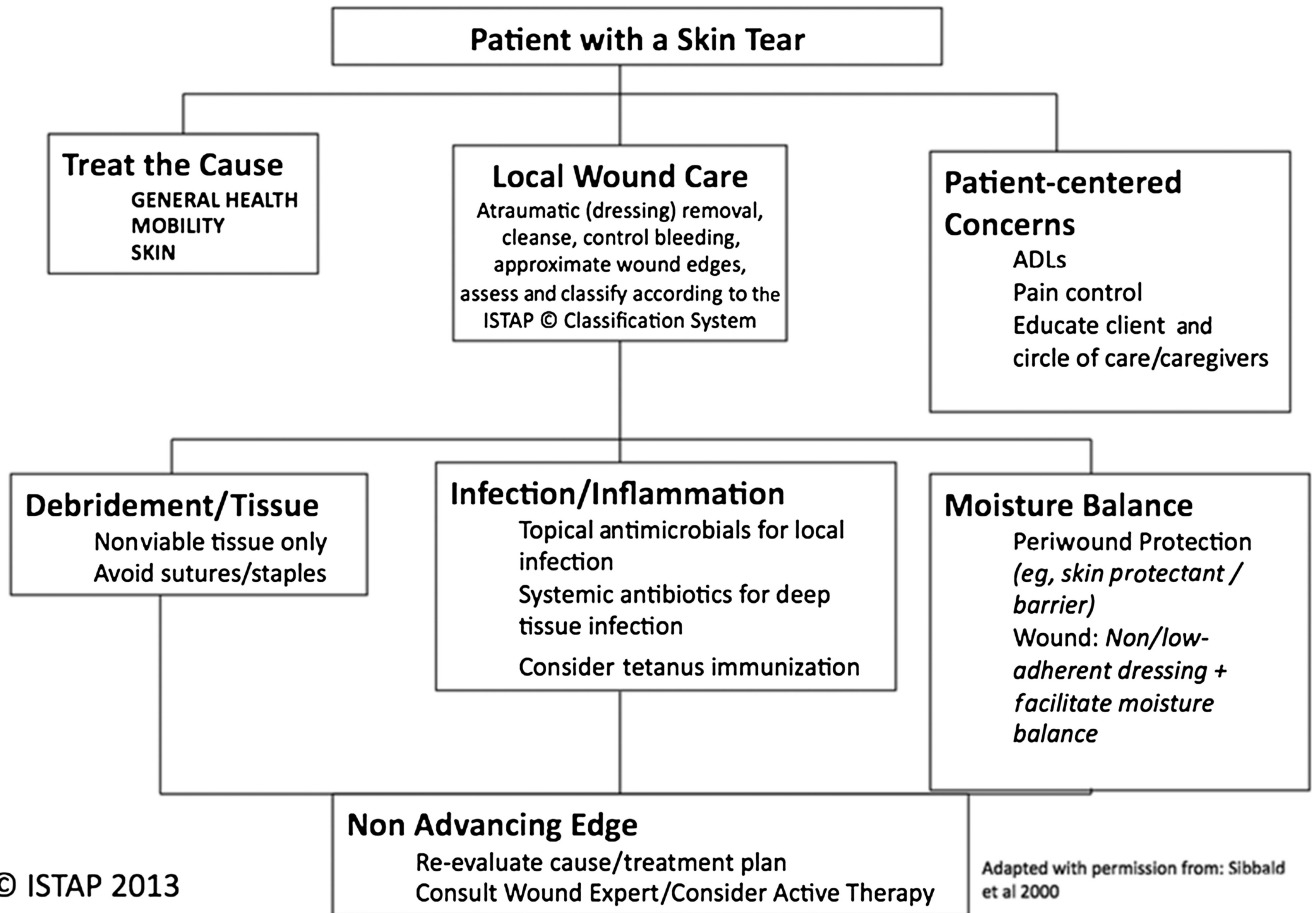 Patient with a Skin Tear
Treat the Cause
GENERAL HEALTH
MOBILITY
SKIN
Local Wound Care
Atraumatic (dressing) removal,
cleanse, control bleeding,
approximate wound edges,
assess and classify according to the
ISTAP © Classification System
Patient-centered
Concerns
ADLs
Pain control
Educate client and
circle of care/caregivers
Debridement/Tissue
Nonviable tissue only
Avoid sutures/staples
Infection/Inflammation
Topical antimicrobials for local
infection
Systemic antibiotics for deep
tissue infection
Consider tetanus immunization
Moisture Balance
Periwound Protection
(eg, skin protectant /
barrier)
Wound: Non/low-
adherent dressing +
facilitate moisture
balance
Non Advancing Edge
Re-evaluate cause/treatment plan
Consult Wound Expert/Consider Active Therapy
© ISTAP 2013
Adapted with permission from: Sibbald
et al 2000